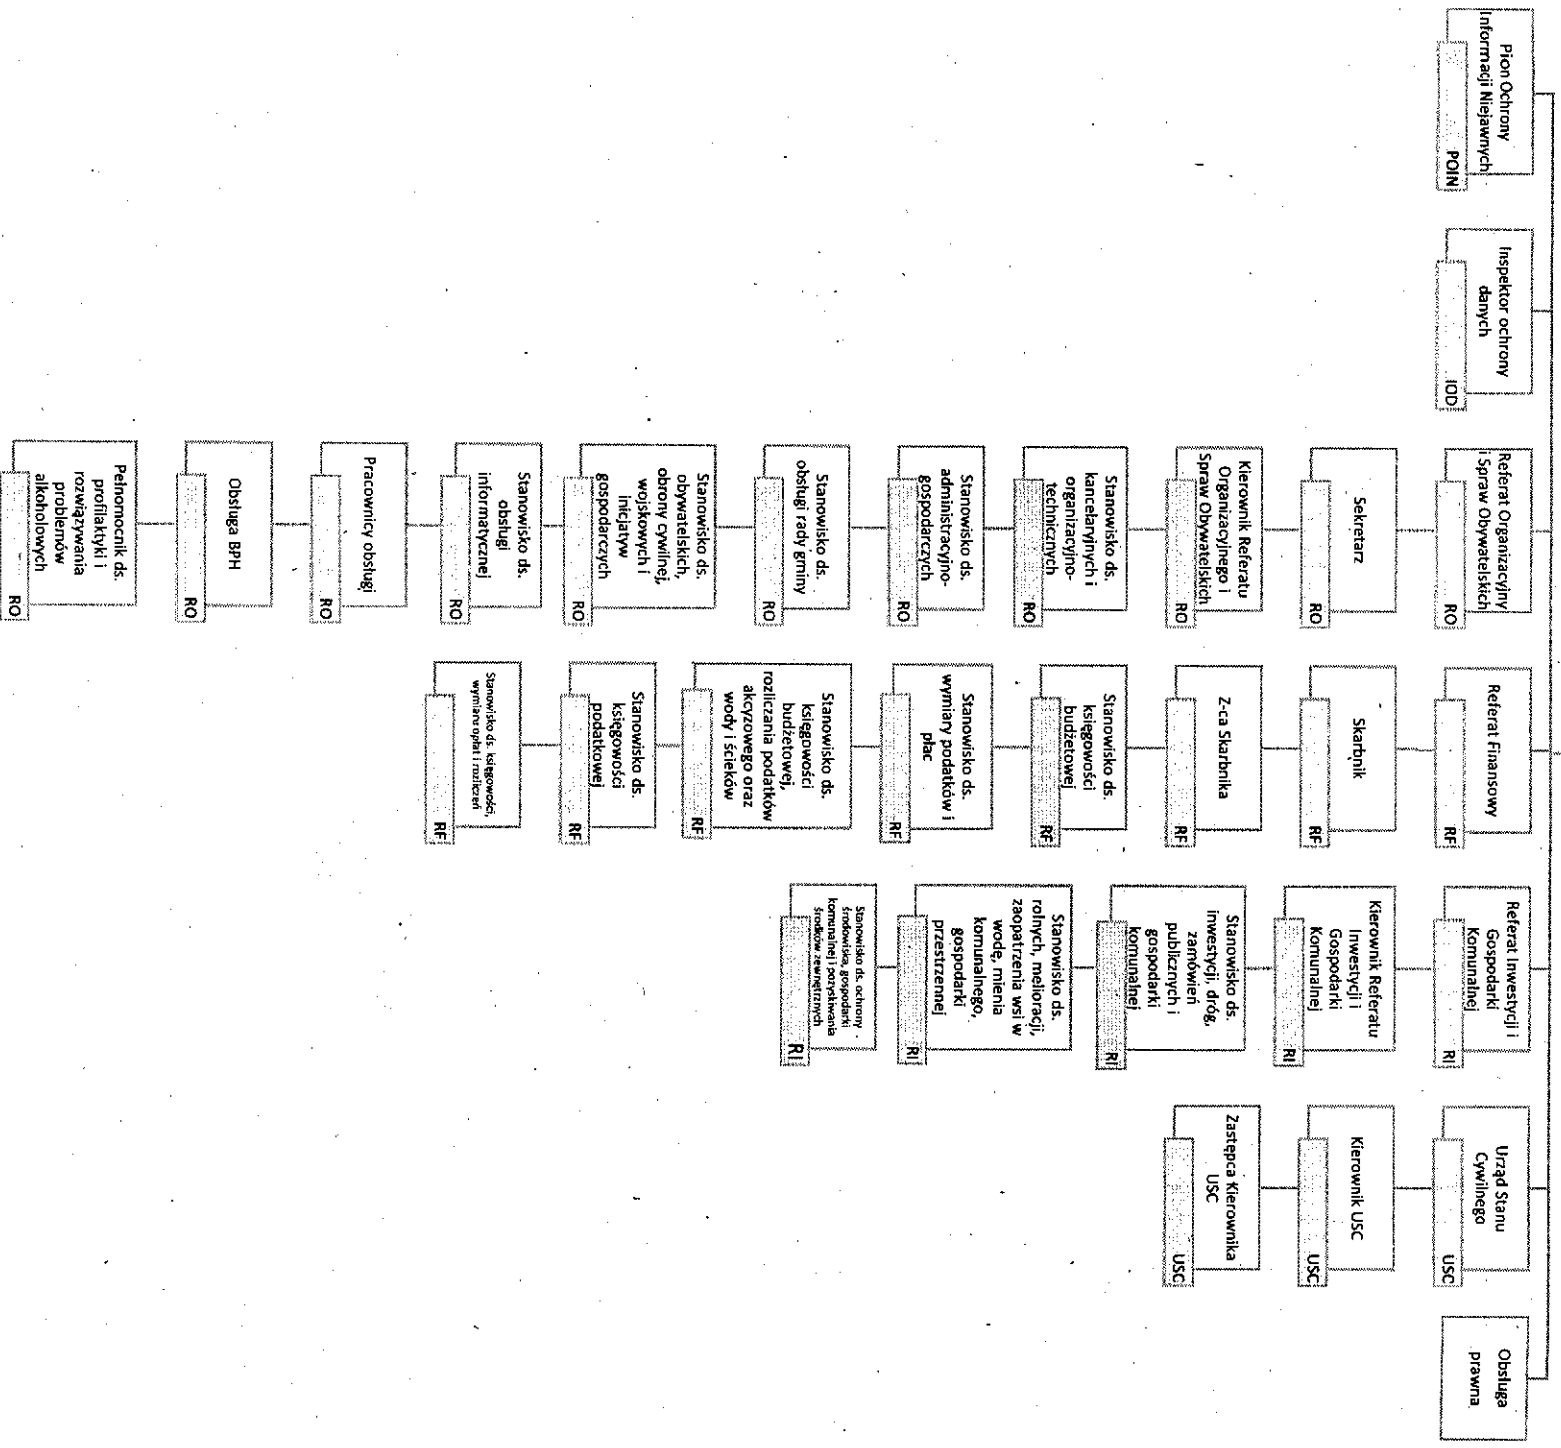 Pion Ochrony
Informacji Niejawnych
POIN
Inspektor ochrony
danych
IOD
Referat Organizacyjny
i Spraw Obywatelskich
RO
Sekretarz
RO
Kierownik Referatu
Organizacyjnego i
Spraw Obywatelskich
RO
Stanowisko ds.
kancelaryjnych i
organizacyjno-
technicznych
RO
Stanowisko ds.
administracyjno-
gospodarczych
RO
Stanowisko ds.
obsługi rady gminy
RO
Stanowisko ds.
obywatelskich,
obrony cywilnej,
wojskowych i
inicjatyw
gospodarczych
RO
Stanowisko ds.
obsługi
informatycznej
RO
Pracownicy obsługi
RO
Obsługa BPH
RO
Pełnomocnik ds.
profilaktyki i
rozwiązywania
problemów
alkoholowych
RO
Referat Finansowy
RF
Skarbnik
RF
Z-ca Skarbnika
RF
Stanowisko ds.
księgowości
budżetowej
RF
Stanowisko ds.
wymiary podatków i
płac
RF
Stanowisko ds.
księgowości
budżetowej,
rozliczania podatków
akcyzowego oraz
wody i ścieków
RF
Stanowisko ds.
księgowości
podatkowej
RF
Stanowisko ds. księgowości,
wymiaru opłat i rozliczeń
RF
Referat Inwestycji i
Gospodarki
Komunalnej
RI
Kierownik Referatu
Inwestycji i
Gospodarki
Komunalnej
RI
Stanowisko ds.
inwestycji, dróg,
zamówień
publicznych i
gospodarki
komunalnej
RI
Stanowisko ds.
rolnych, melioracji,
zaopatrzenia wsi w
wodę, mienia
komunalnego,
gospodarki
przestrzennej
RI
Stanowisko ds. ochrony
środowiska, gospodarki
komunalnej i pozyskiwania
środków zewnętrznych
RI
Urząd Stanu
Cywilnego
USC
Kierownik USC
USC
Zastępca Kierownika
USC
USC
Obsługa
prawna